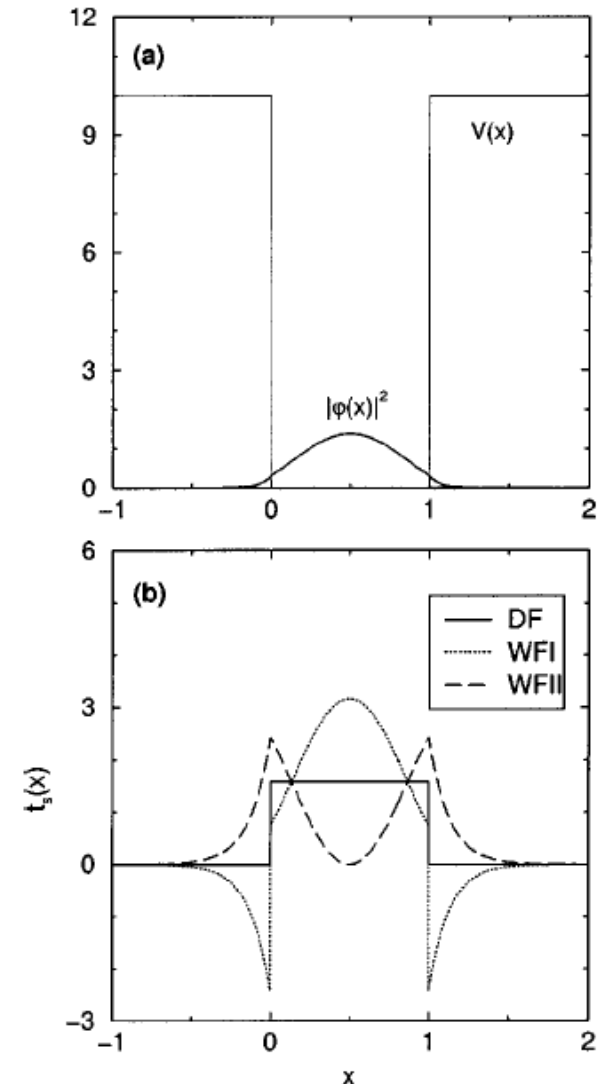 12
(a)
9
V(x)
6
3
|φ(x)|²
0
-1 0 1 2
6
(b)
DF
WFI
WFII
3
tₛ(x)
0
-3
-1 0 1 2
x